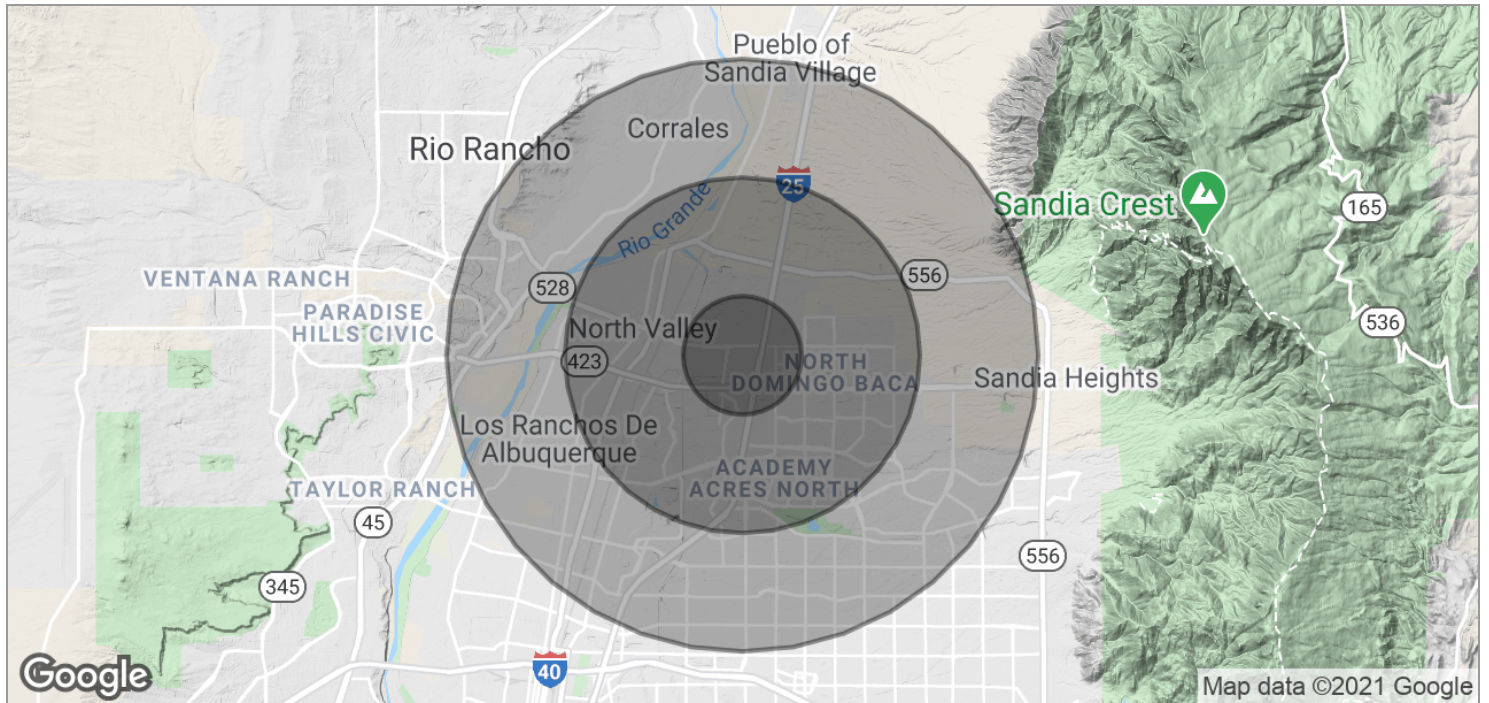 Pueblo of
Sandia Village
Corrales
Rio Rancho
25
Sandia Crest
165
Rio Grande
VENTANA RANCH
528
556
PARADISE
HILLS CIVIC
North Valley
536
423
NORTH
DOMINGO BACA
Sandia Heights
Los Ranchos De
Albuquerque
ACADEMY
ACRES NORTH
TAYLOR RANCH
45
556
345
40
Google
Map data ©2021 Google